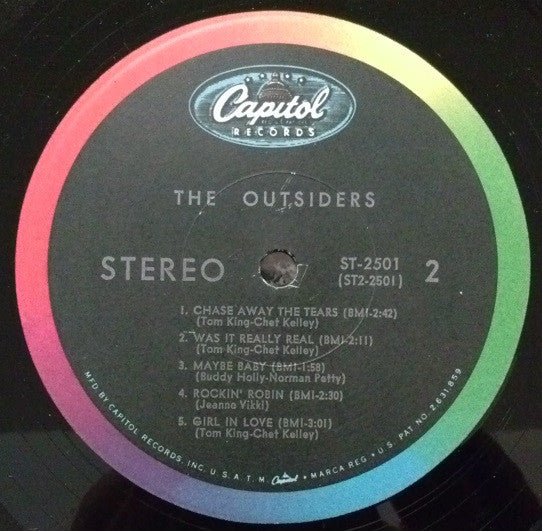 Capitol
RECORDS
THE OUTSIDERS
STEREO
ST-2501
(ST2-2501)
2
1. CHASE AWAY THE TEARS (BMI-2:42)
(Tom King-Chet Kelley)
2. WAS IT REALLY REAL (BMI-2:11)
(Tom King-Chet Kelley)
3. MAYBE BABY (BMI-1:58)
(Buddy Holly-Norman Petty)
4. ROCKIN' ROBIN (BMI-2:30)
(Jeanne Vikki)
5. GIRL IN LOVE (BMI-3:01)
(Tom King-Chet Kelley)
MFD. BY CAPITOL RECORDS, INC. U.S.A. T.M. Capitol • MARCA REG. • U.S. PAT. NO. 2,631,859